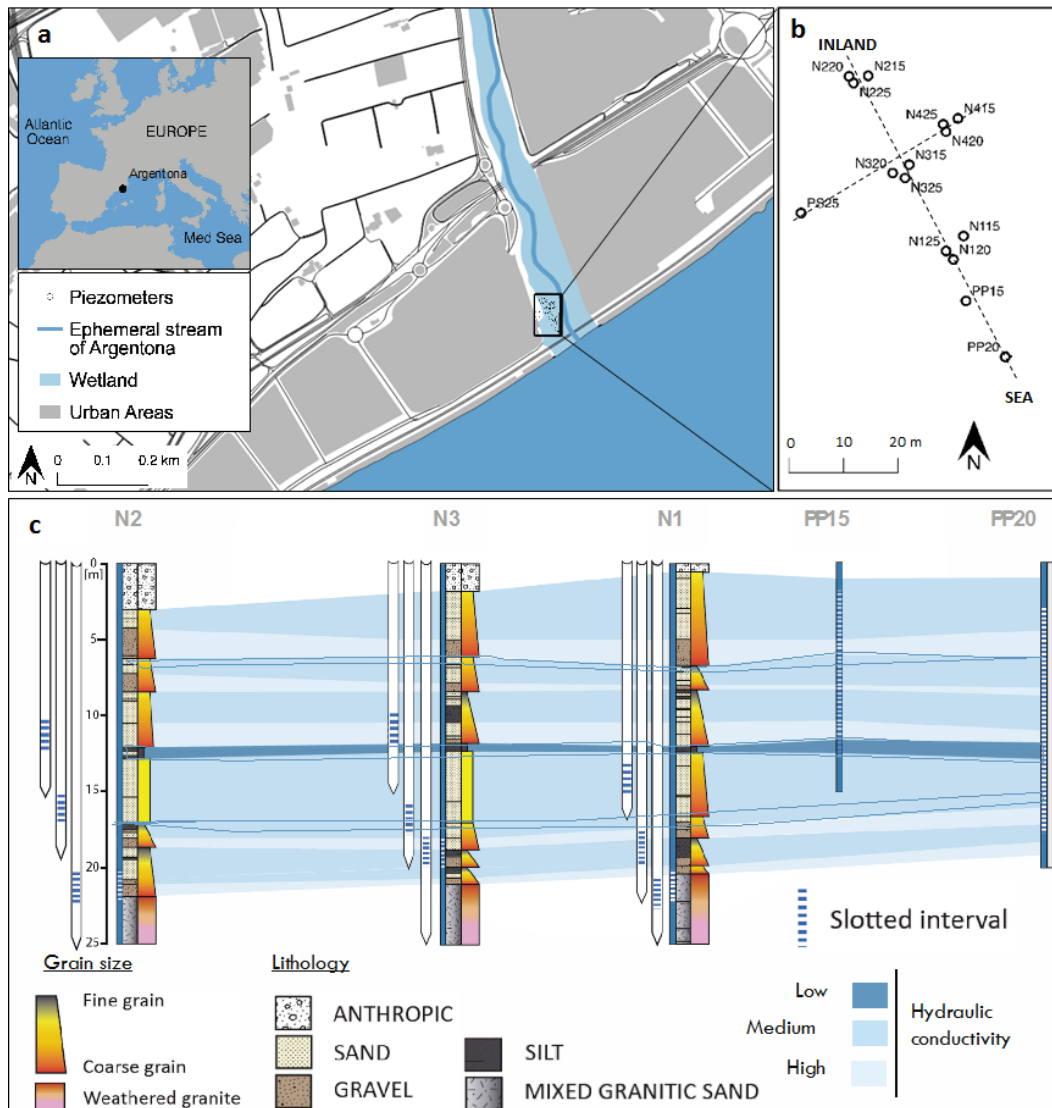 a
Atlantic
Ocean
EUROPE
Argentona
Med Sea
Piezometers
Ephemeral stream
of Argentona
Wetland
Urban Areas
N
0 0.1 0.2 km
b
INLAND
N220
N215
N225
N425
N415
N420
N320
N315
N325
PS25
N115
N125
N120
PP15
PP20
SEA
0 10 20 m
N
c
N2 N3 N1 PP15 PP20
0
[m]
5
10
15
20
25
Slotted interval
Grain size
Fine grain
Coarse grain
Weathered granite
Lithology
ANTHROPIC
SAND
GRAVEL
SILT
MIXED GRANITIC SAND
Low
Medium
High
Hydraulic
conductivity